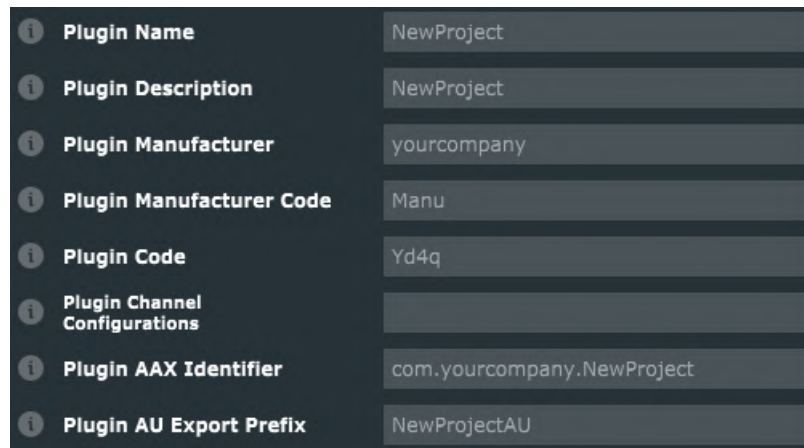 Plugin Name NewProject
Plugin Description NewProject
Plugin Manufacturer yourcompany
Plugin Manufacturer Code Manu
Plugin Code Yd4q
Plugin Channel
Configurations
Plugin AAX Identifier com.yourcompany.NewProject
Plugin AU Export Prefix NewProjectAU